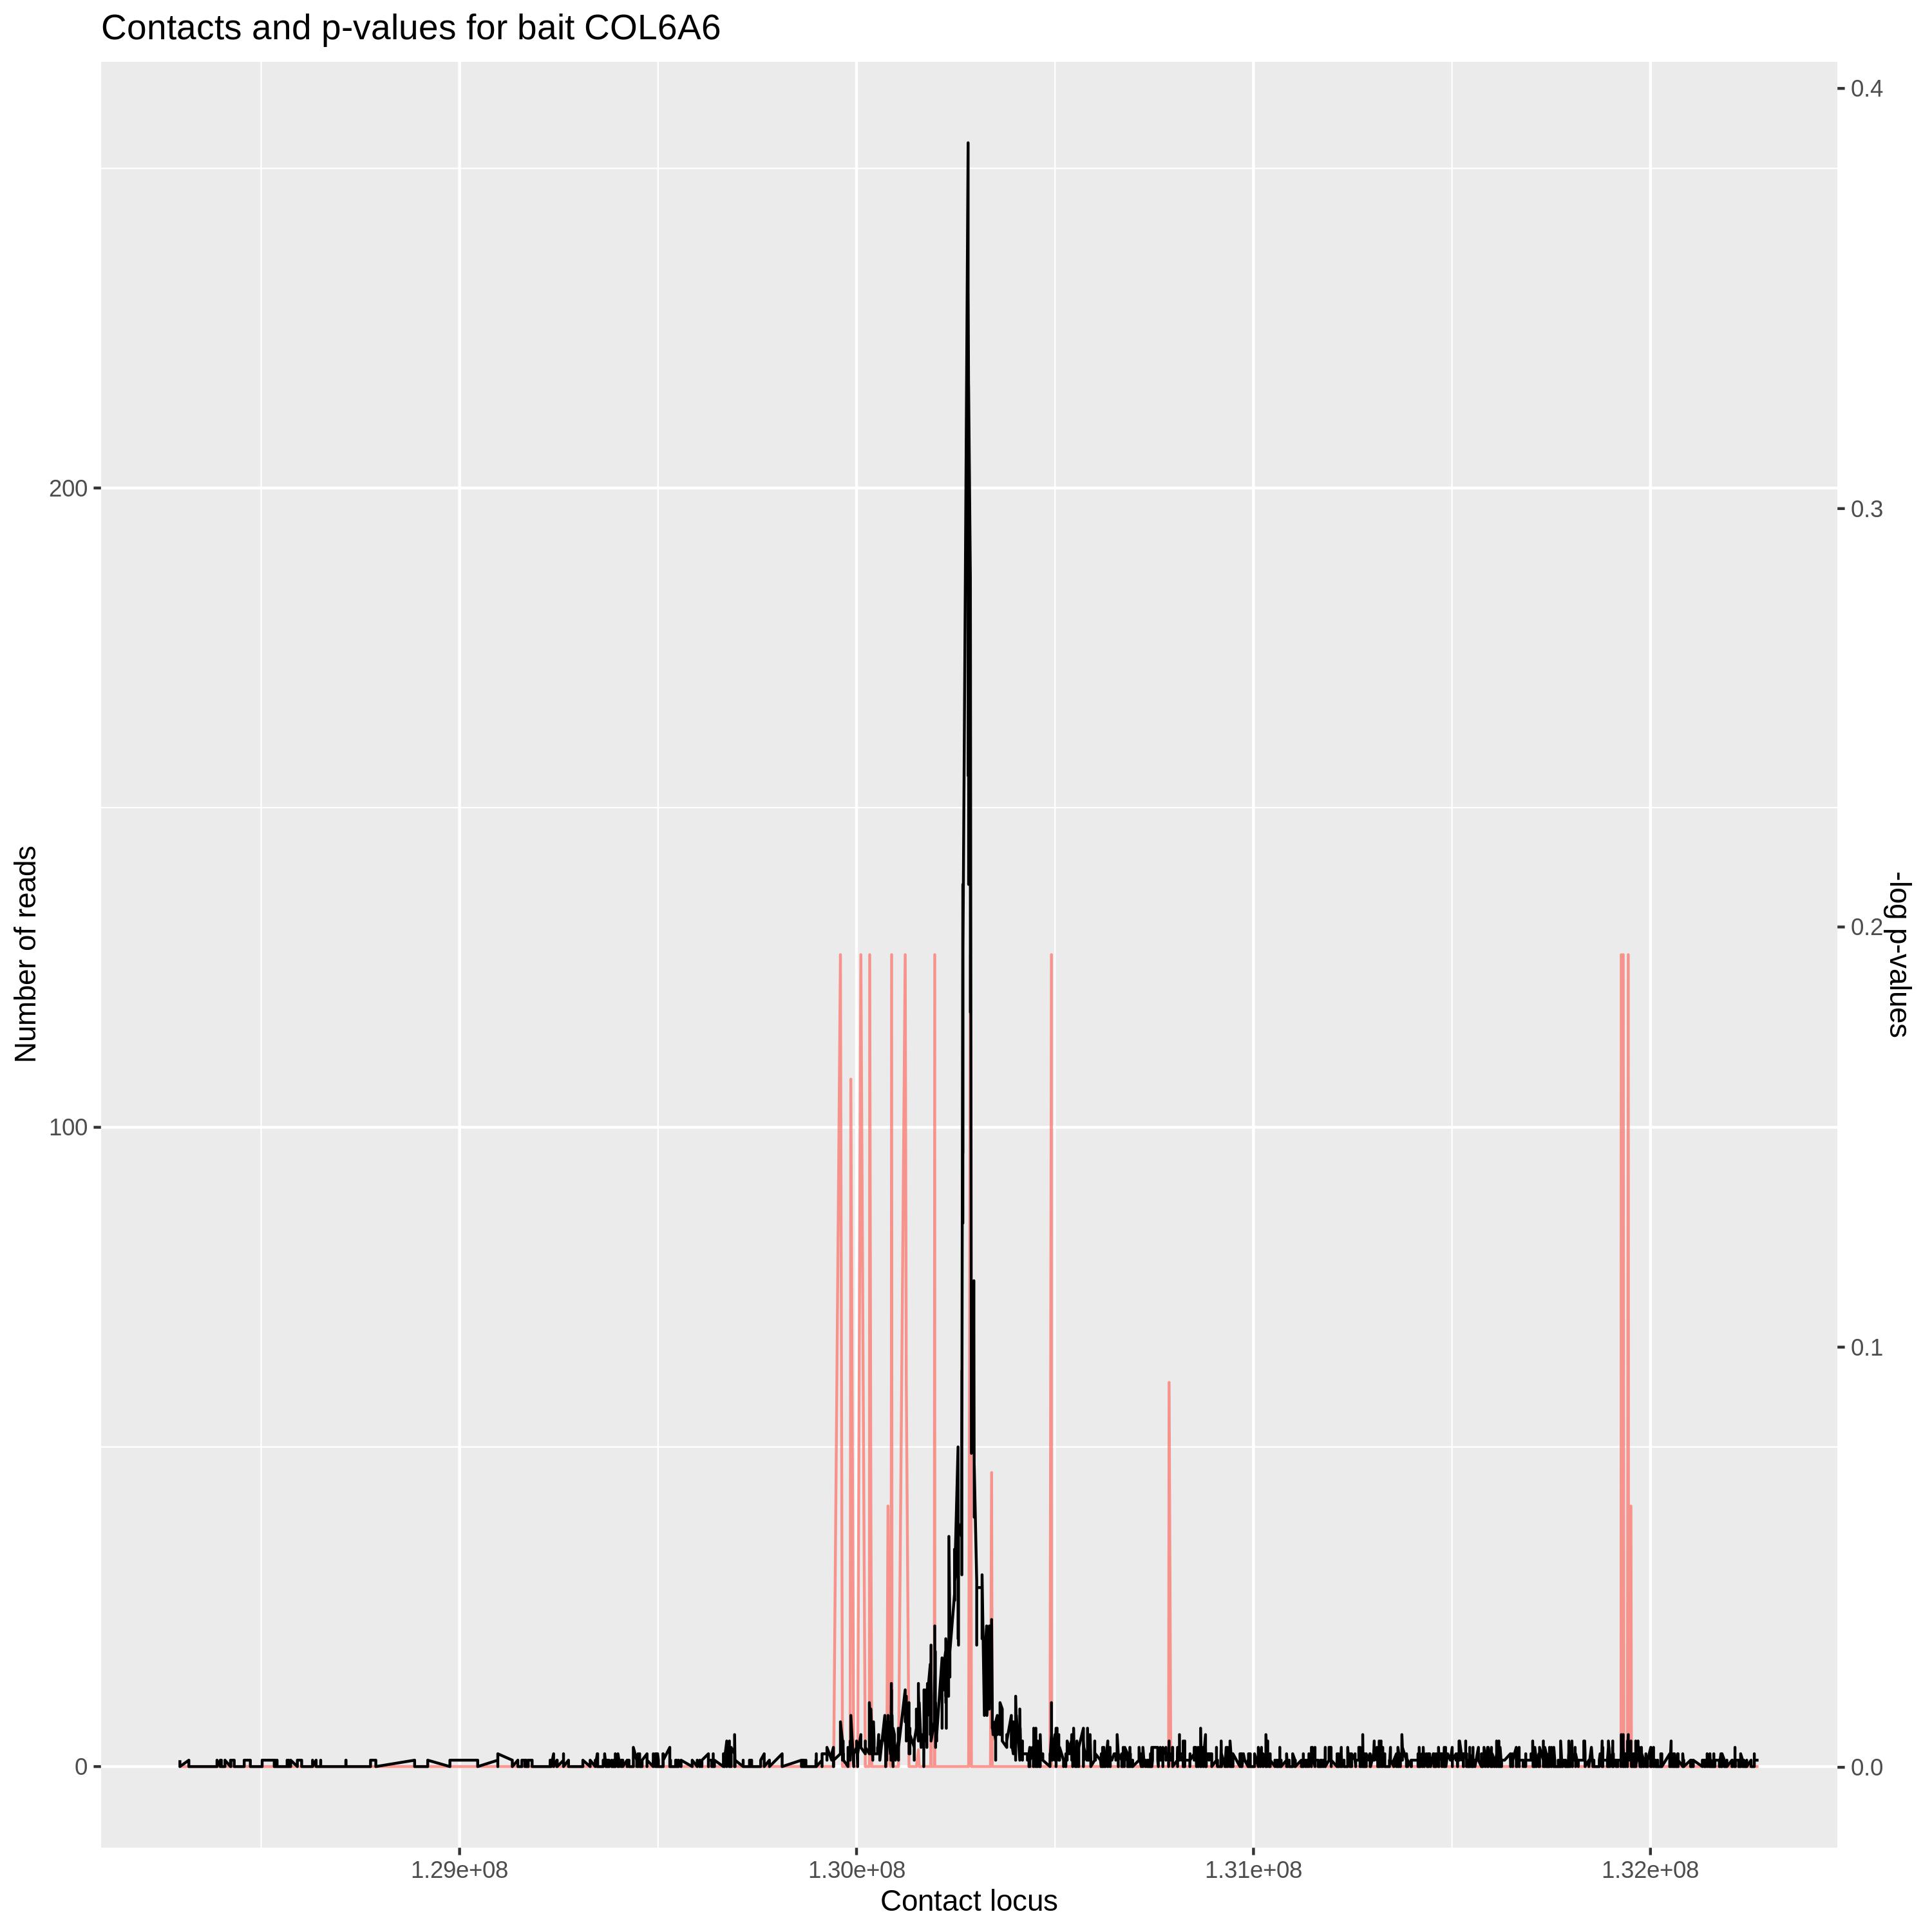 Contacts and p-values for bait COL6A6
0.4
200
0.3
Number of reads
0.2
-log p-values
100
0.1
0
0.0
1.29e+08
1.30e+08
1.31e+08
1.32e+08
Contact locus